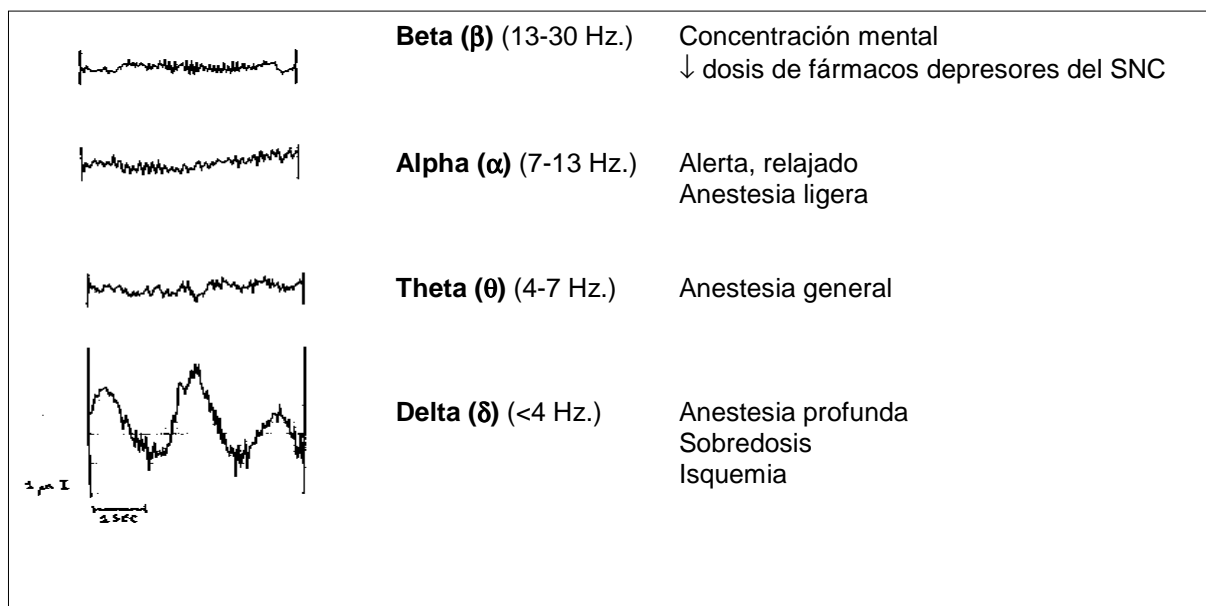 Beta (β) (13-30 Hz.) Concentración mental
↓ dosis de fármacos depresores del SNC
Alpha (α) (7-13 Hz.) Alerta, relajado
Anestesia ligera
Theta (θ) (4-7 Hz.) Anestesia general
Delta (δ) (<4 Hz.) Anestesia profunda
Sobredosis
Isquemia
1 SEC